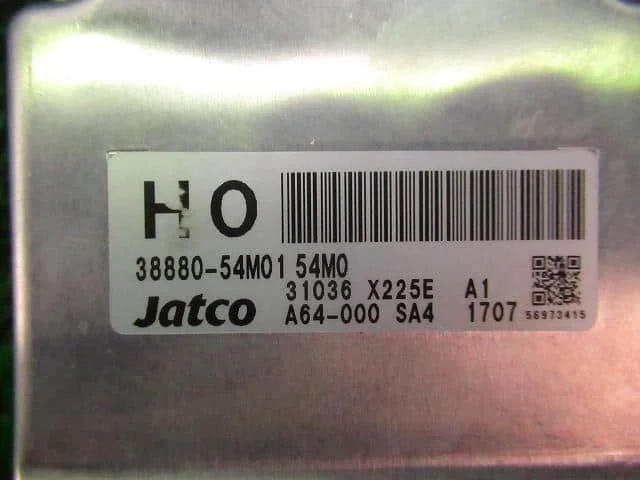 HO
38880-54M01 54M0
31036 X225E A1
Jatco A64-000 SA4 1707
56973415